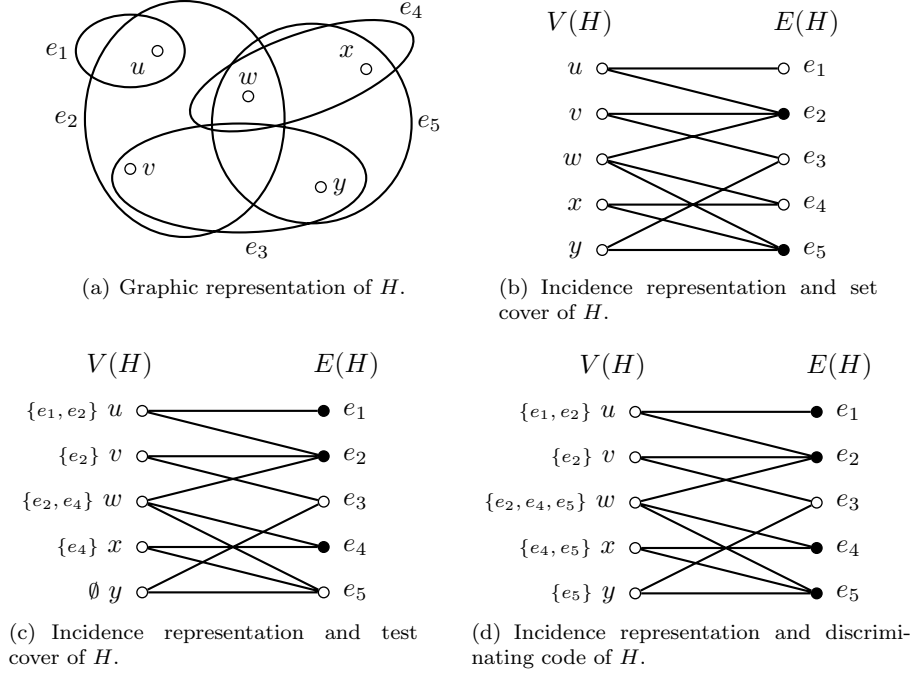 e₄
V(H) E(H)
e₁ u x
u e₁
w
v e₂
e₂ e₅
w e₃
v y
x e₄
e₃
y e₅
(a) Graphic representation of H.
(b) Incidence representation and set
cover of H.
V(H) E(H)
{e₁, e₂} u e₁
{e₂} v e₂
{e₂, e₄} w e₃
{e₄} x e₄
∅ y e₅
(c) Incidence representation and test
cover of H.
V(H) E(H)
{e₁, e₂} u e₁
{e₂} v e₂
{e₂, e₄, e₅} w e₃
{e₄, e₅} x e₄
{e₅} y e₅
(d) Incidence representation and discrimi-
nating code of H.